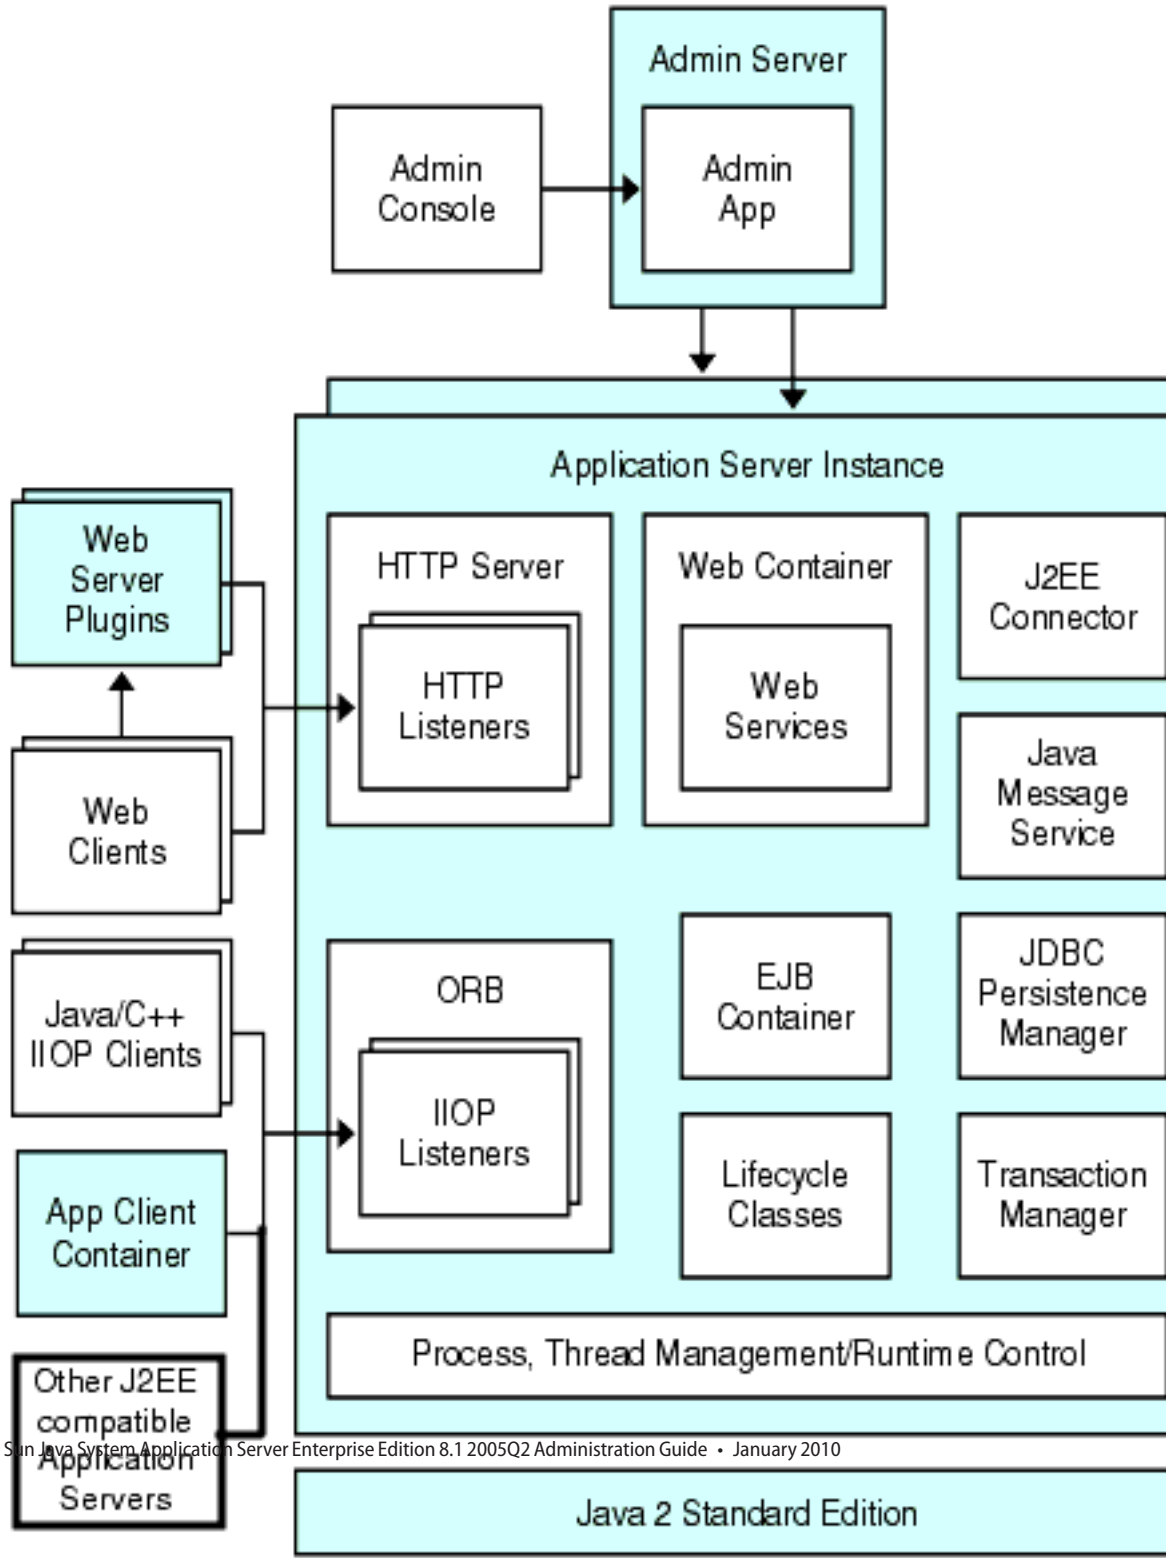 Admin Server
Admin
Console
Admin
App
Application Server Instance
Web
Server
Plugins
HTTP Server
HTTP
Listeners
Web Container
Web
Services
J2EE
Connector
Web
Clients
Java
Message
Service
Java/C++
IIOP Clients
ORB
IIOP
Listeners
EJB
Container
JDBC
Persistence
Manager
App Client
Container
Lifecycle
Classes
Transaction
Manager
Process, Thread Management/Runtime Control
Other J2EE
compatible
Application
Servers
Sun Java System Application Server Enterprise Edition 8.1 2005Q2 Administration Guide • January 2010
Java 2 Standard Edition